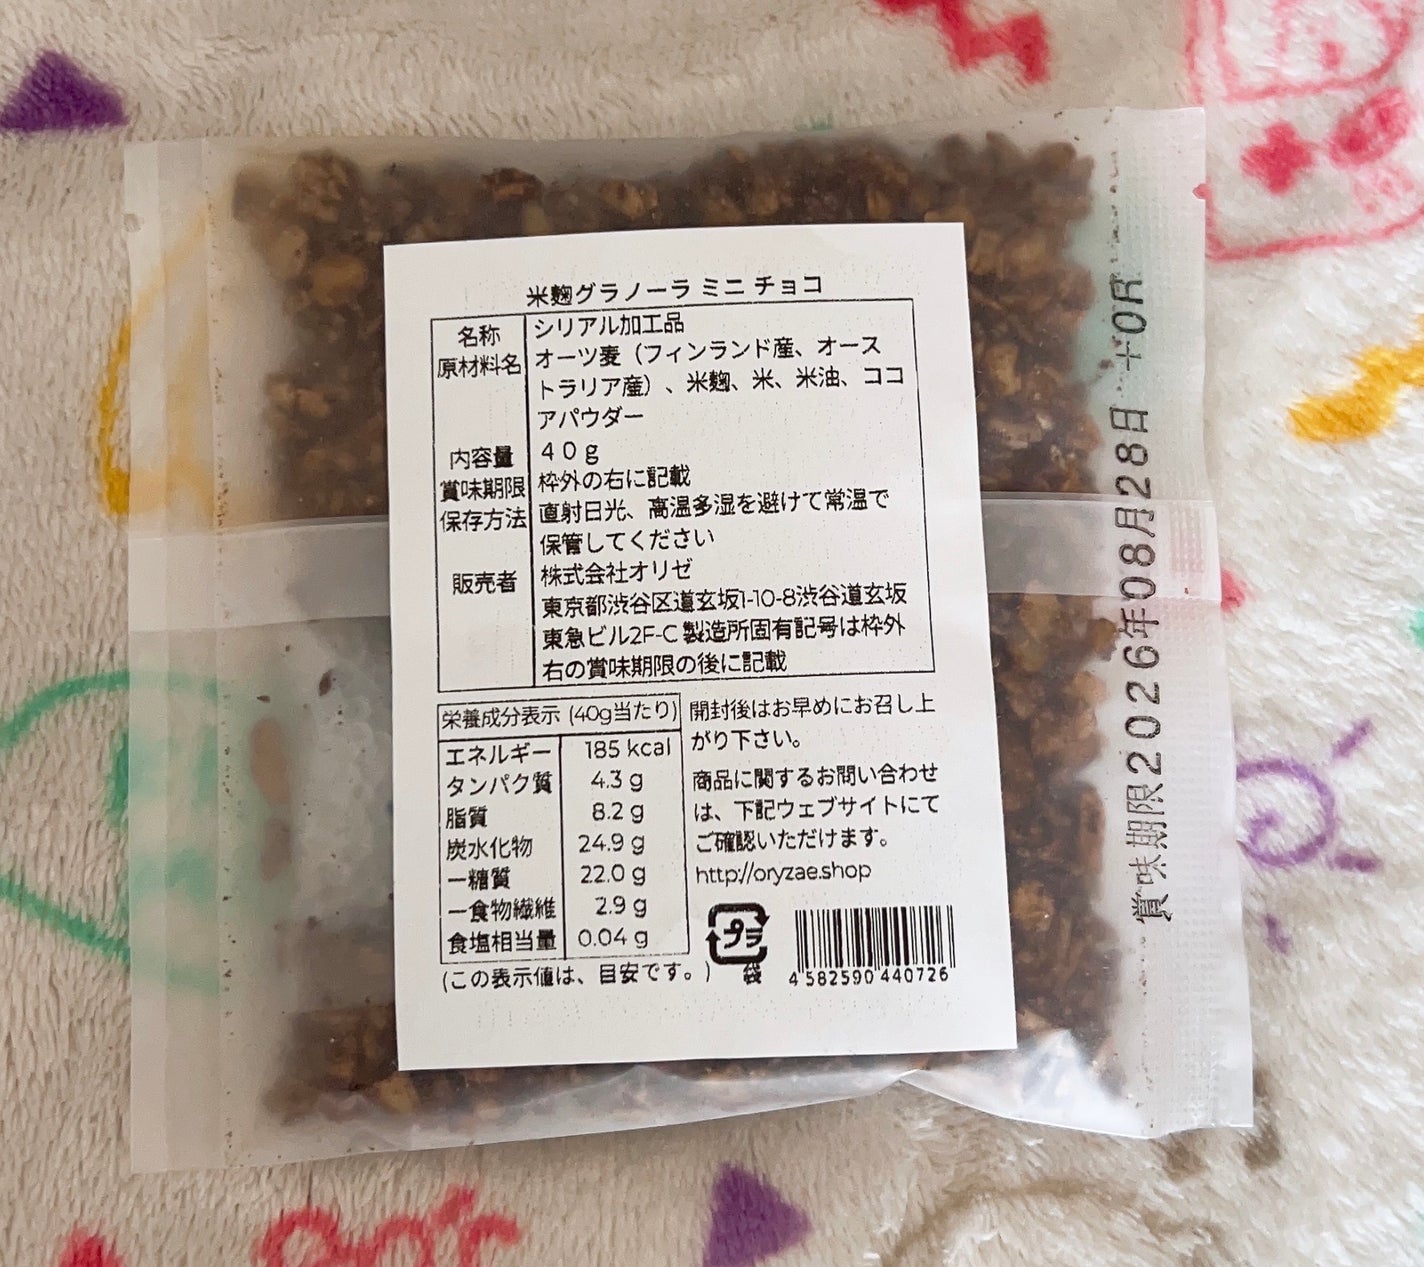 米麹グラノーラ ミニ チョコ
名称 シリアル加工品
原材料名 オーツ麦（フィンランド産、オース
トラリア産）、米麹、米、米油、ココ
アパウダー
内容量 40g
賞味期限 枠外の右に記載
保存方法 直射日光、高温多湿を避けて常温で
保管してください
販売者 株式会社オリゼ
東京都渋谷区道玄坂1-10-8渋谷道玄坂
東急ビル2F-C 製造所固有記号は枠外
右の賞味期限の後に記載
栄養成分表示 (40g当たり)
エネルギー 185 kcal
タンパク質 4.3 g
脂質 8.2 g
炭水化物 24.9 g
ー糖質 22.0 g
ー食物繊維 2.9 g
食塩相当量 0.04 g
(この表示値は、目安です。)
開封後はお早めにお召し上
がり下さい。
商品に関するお問い合わせ
は、下記ウェブサイトにて
ご確認いただけます。
http://oryzae.shop
プラ
袋
4 582590 440726
賞味期限2026年08月28日 +OR